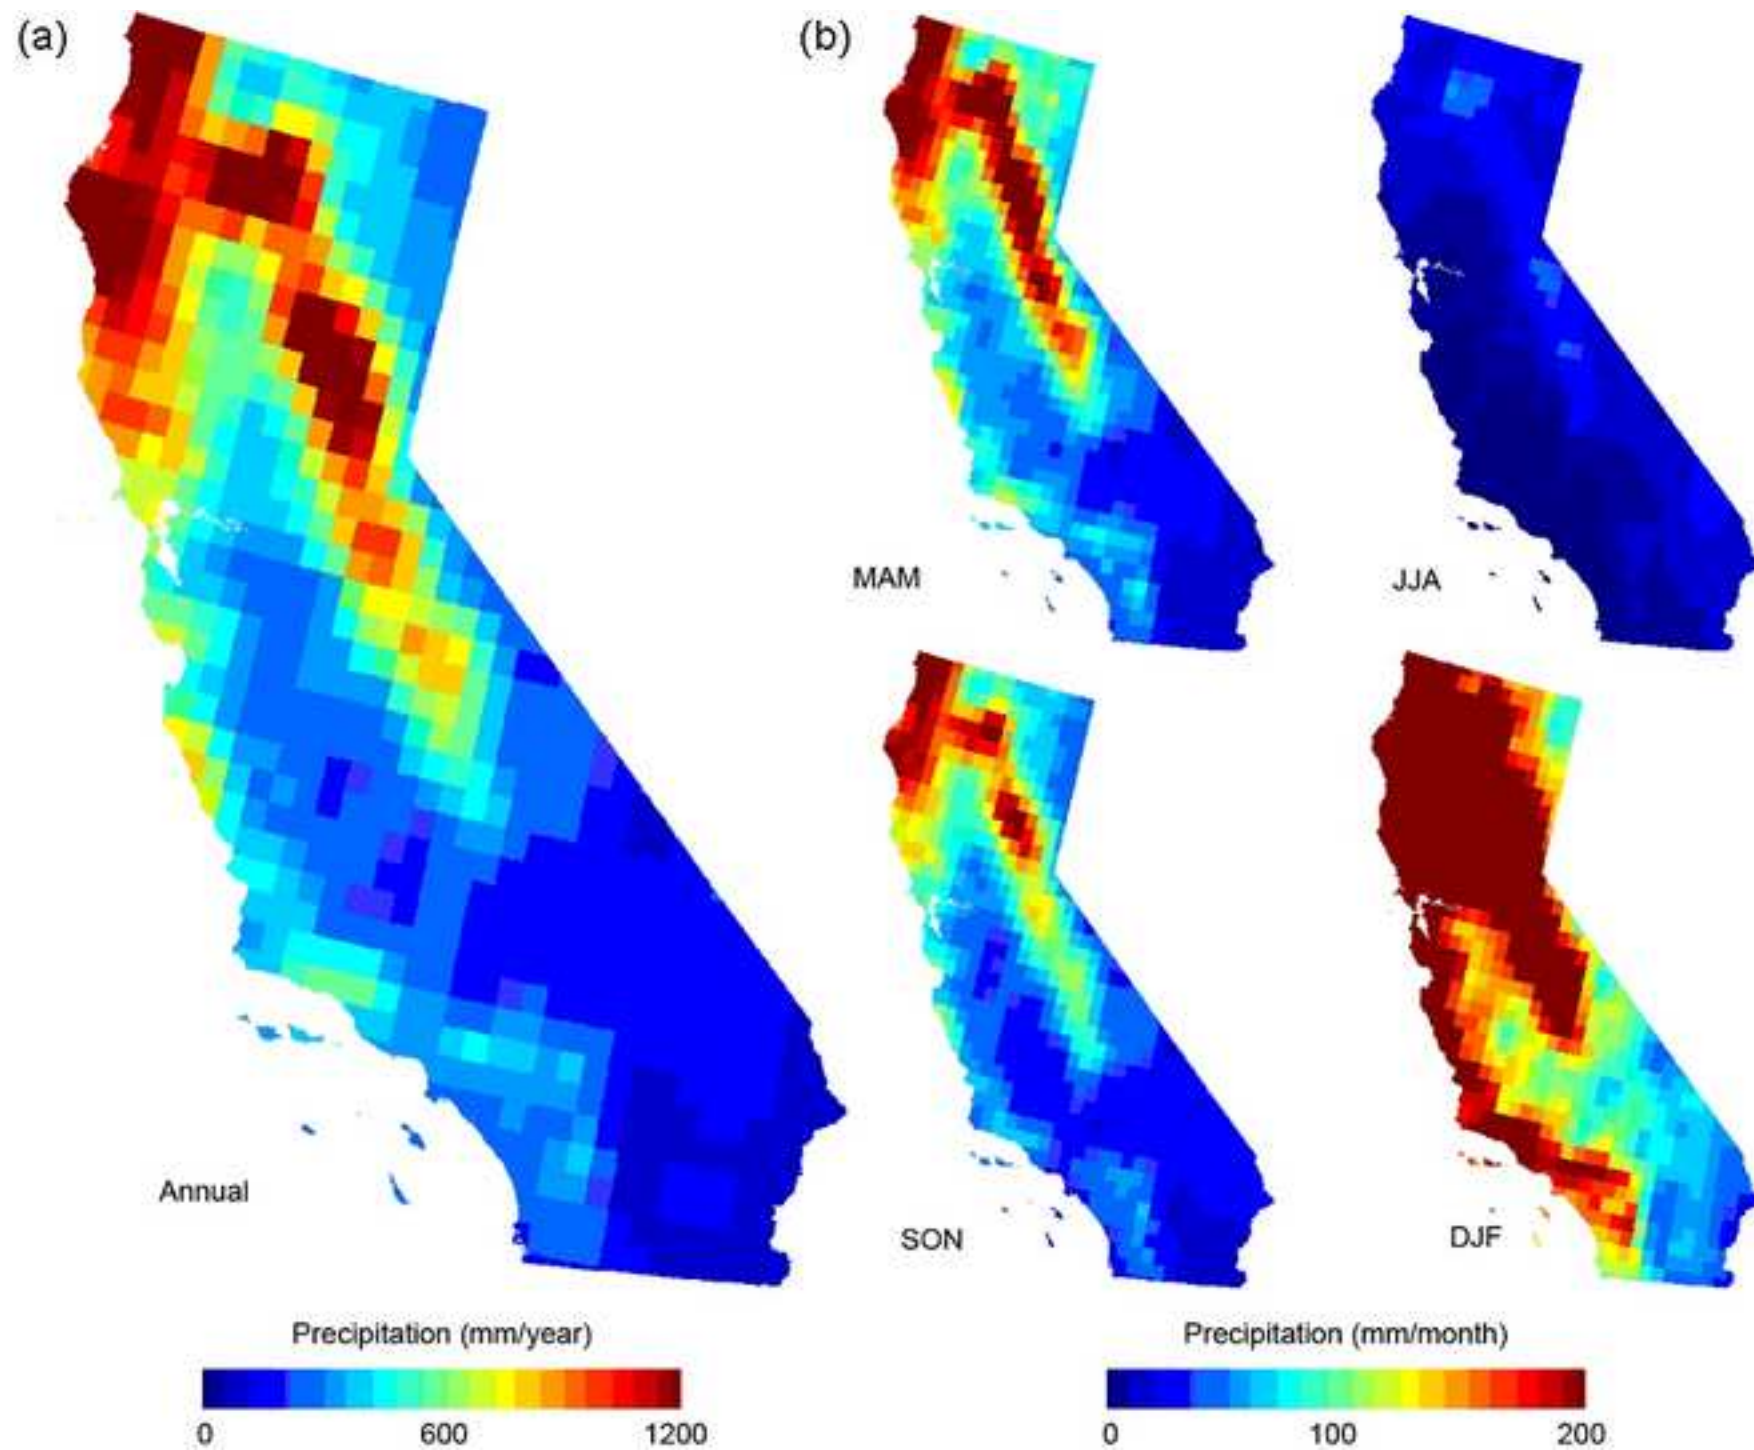 (a)
(b)
MAM
JJA
Annual
SON
DJF
Precipitation (mm/year)
0 600 1200
Precipitation (mm/month)
0 100 200